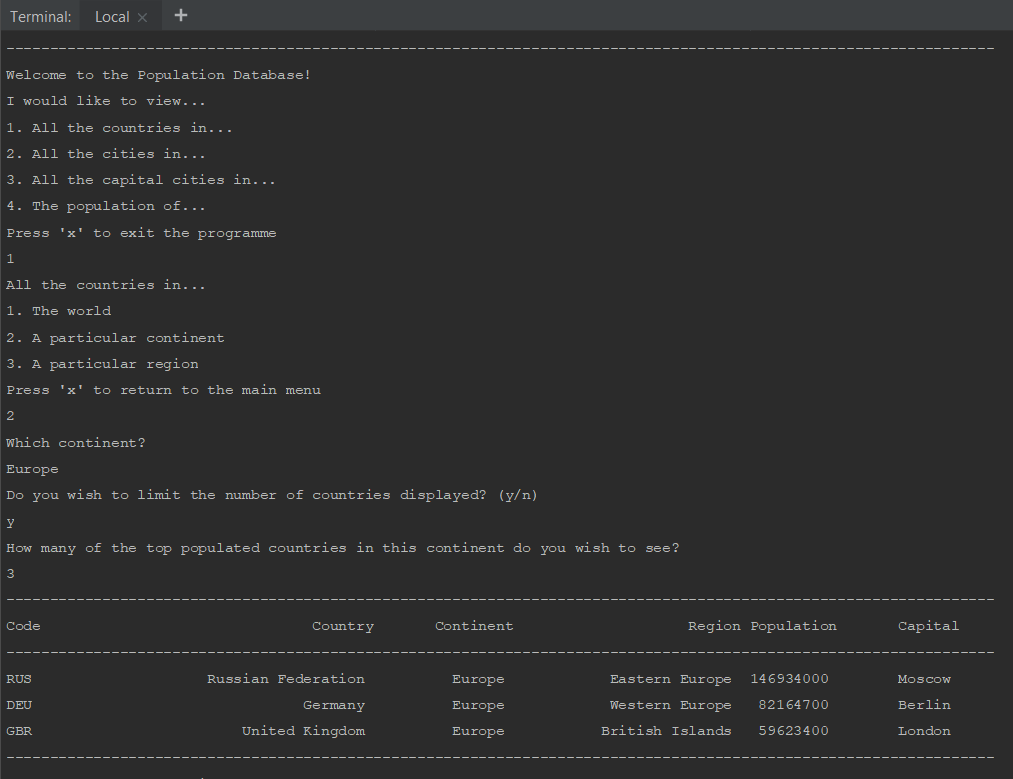 Terminal: Local × +
----------------------------------------------------------------------------------------------------------------
Welcome to the Population Database!
I would like to view...
1. All the countries in...
2. All the cities in...
3. All the capital cities in...
4. The population of...
Press 'x' to exit the programme
1
All the countries in...
1. The world
2. A particular continent
3. A particular region
Press 'x' to return to the main menu
2
Which continent?
Europe
Do you wish to limit the number of countries displayed? (y/n)
y
How many of the top populated countries in this continent do you wish to see?
3
----------------------------------------------------------------------------------------------------------------
Code Country Continent Region Population Capital
----------------------------------------------------------------------------------------------------------------
RUS Russian Federation Europe Eastern Europe 146934000 Moscow
DEU Germany Europe Western Europe 82164700 Berlin
GBR United Kingdom Europe British Islands 59623400 London
----------------------------------------------------------------------------------------------------------------